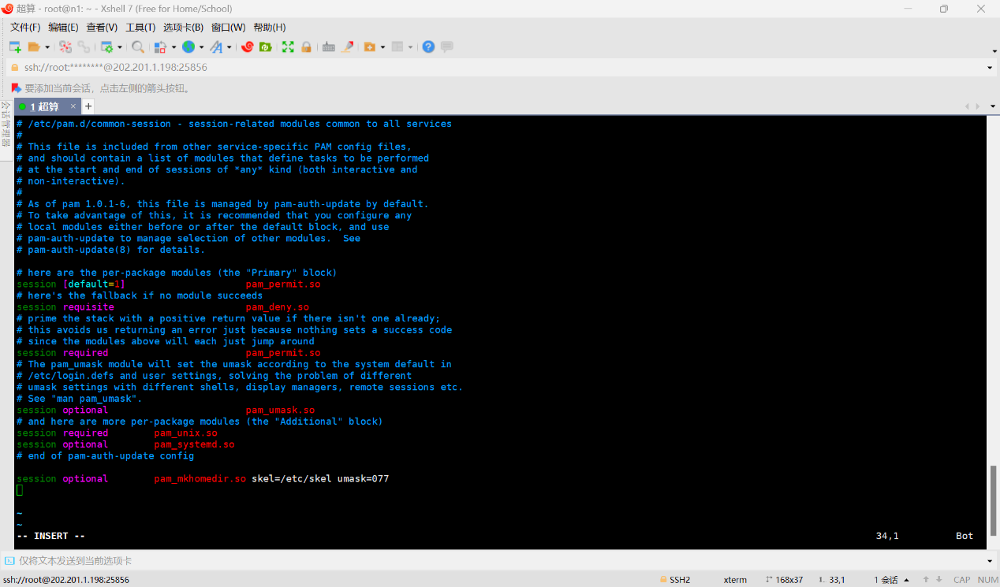 超算 - root@n1: ~ - Xshell 7 (Free for Home/School)
文件(F) 编辑(E) 查看(V) 工具(T) 选项卡(B) 窗口(W) 帮助(H)
ssh://root:********@202.201.1.198:25856
要添加当前会话，点击左侧的箭头按钮。
会话管理器
1 超算 × +
# /etc/pam.d/common-session - session-related modules common to all services
#
# This file is included from other service-specific PAM config files,
# and should contain a list of modules that define tasks to be performed
# at the start and end of sessions of *any* kind (both interactive and
# non-interactive).
#
# As of pam 1.0.1-6, this file is managed by pam-auth-update by default.
# To take advantage of this, it is recommended that you configure any
# local modules either before or after the default block, and use
# pam-auth-update to manage selection of other modules.  See
# pam-auth-update(8) for details.
# here are the per-package modules (the "Primary" block)
session [default=1] pam_permit.so
# here's the fallback if no module succeeds
session requisite pam_deny.so
# prime the stack with a positive return value if there isn't one already;
# this avoids us returning an error just because nothing sets a success code
# since the modules above will each just jump around
session required pam_permit.so
# The pam_umask module will set the umask according to the system default in
# /etc/login.defs and user settings, solving the problem of different
# umask settings with different shells, display managers, remote sessions etc.
# See "man pam_umask".
session optional pam_umask.so
# and here are more per-package modules (the "Additional" block)
session required pam_unix.so
session optional pam_systemd.so
# end of pam-auth-update config
session optional pam_mkhomedir.so skel=/etc/skel umask=077
~
~
-- INSERT -- 34,1 Bot
仅将文本发送到当前选项卡
ssh://root@202.201.1.198:25856 SSH2 xterm 168x37 33,1 1 会话 CAP NUM